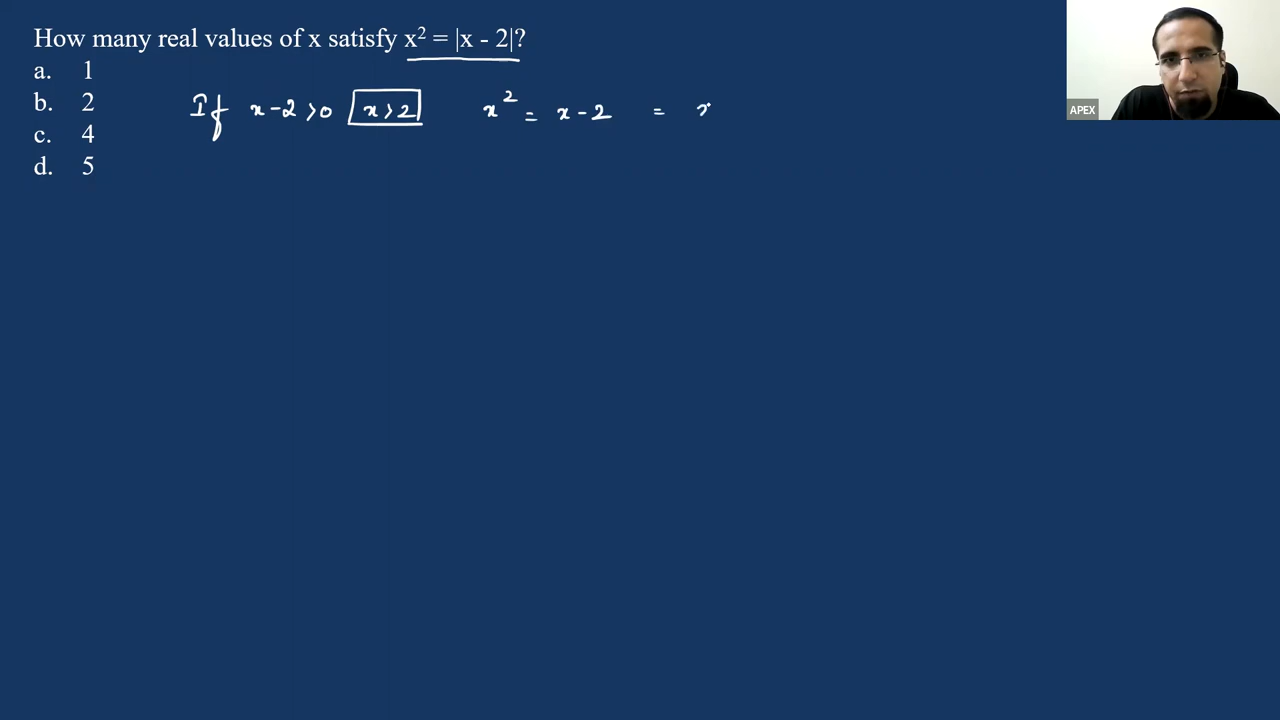 How many real values of x satisfy x² = |x - 2|?
a. 1
b. 2
c. 4
d. 5
If x-2 >0 x>2 x² = x-2 = x
APEX